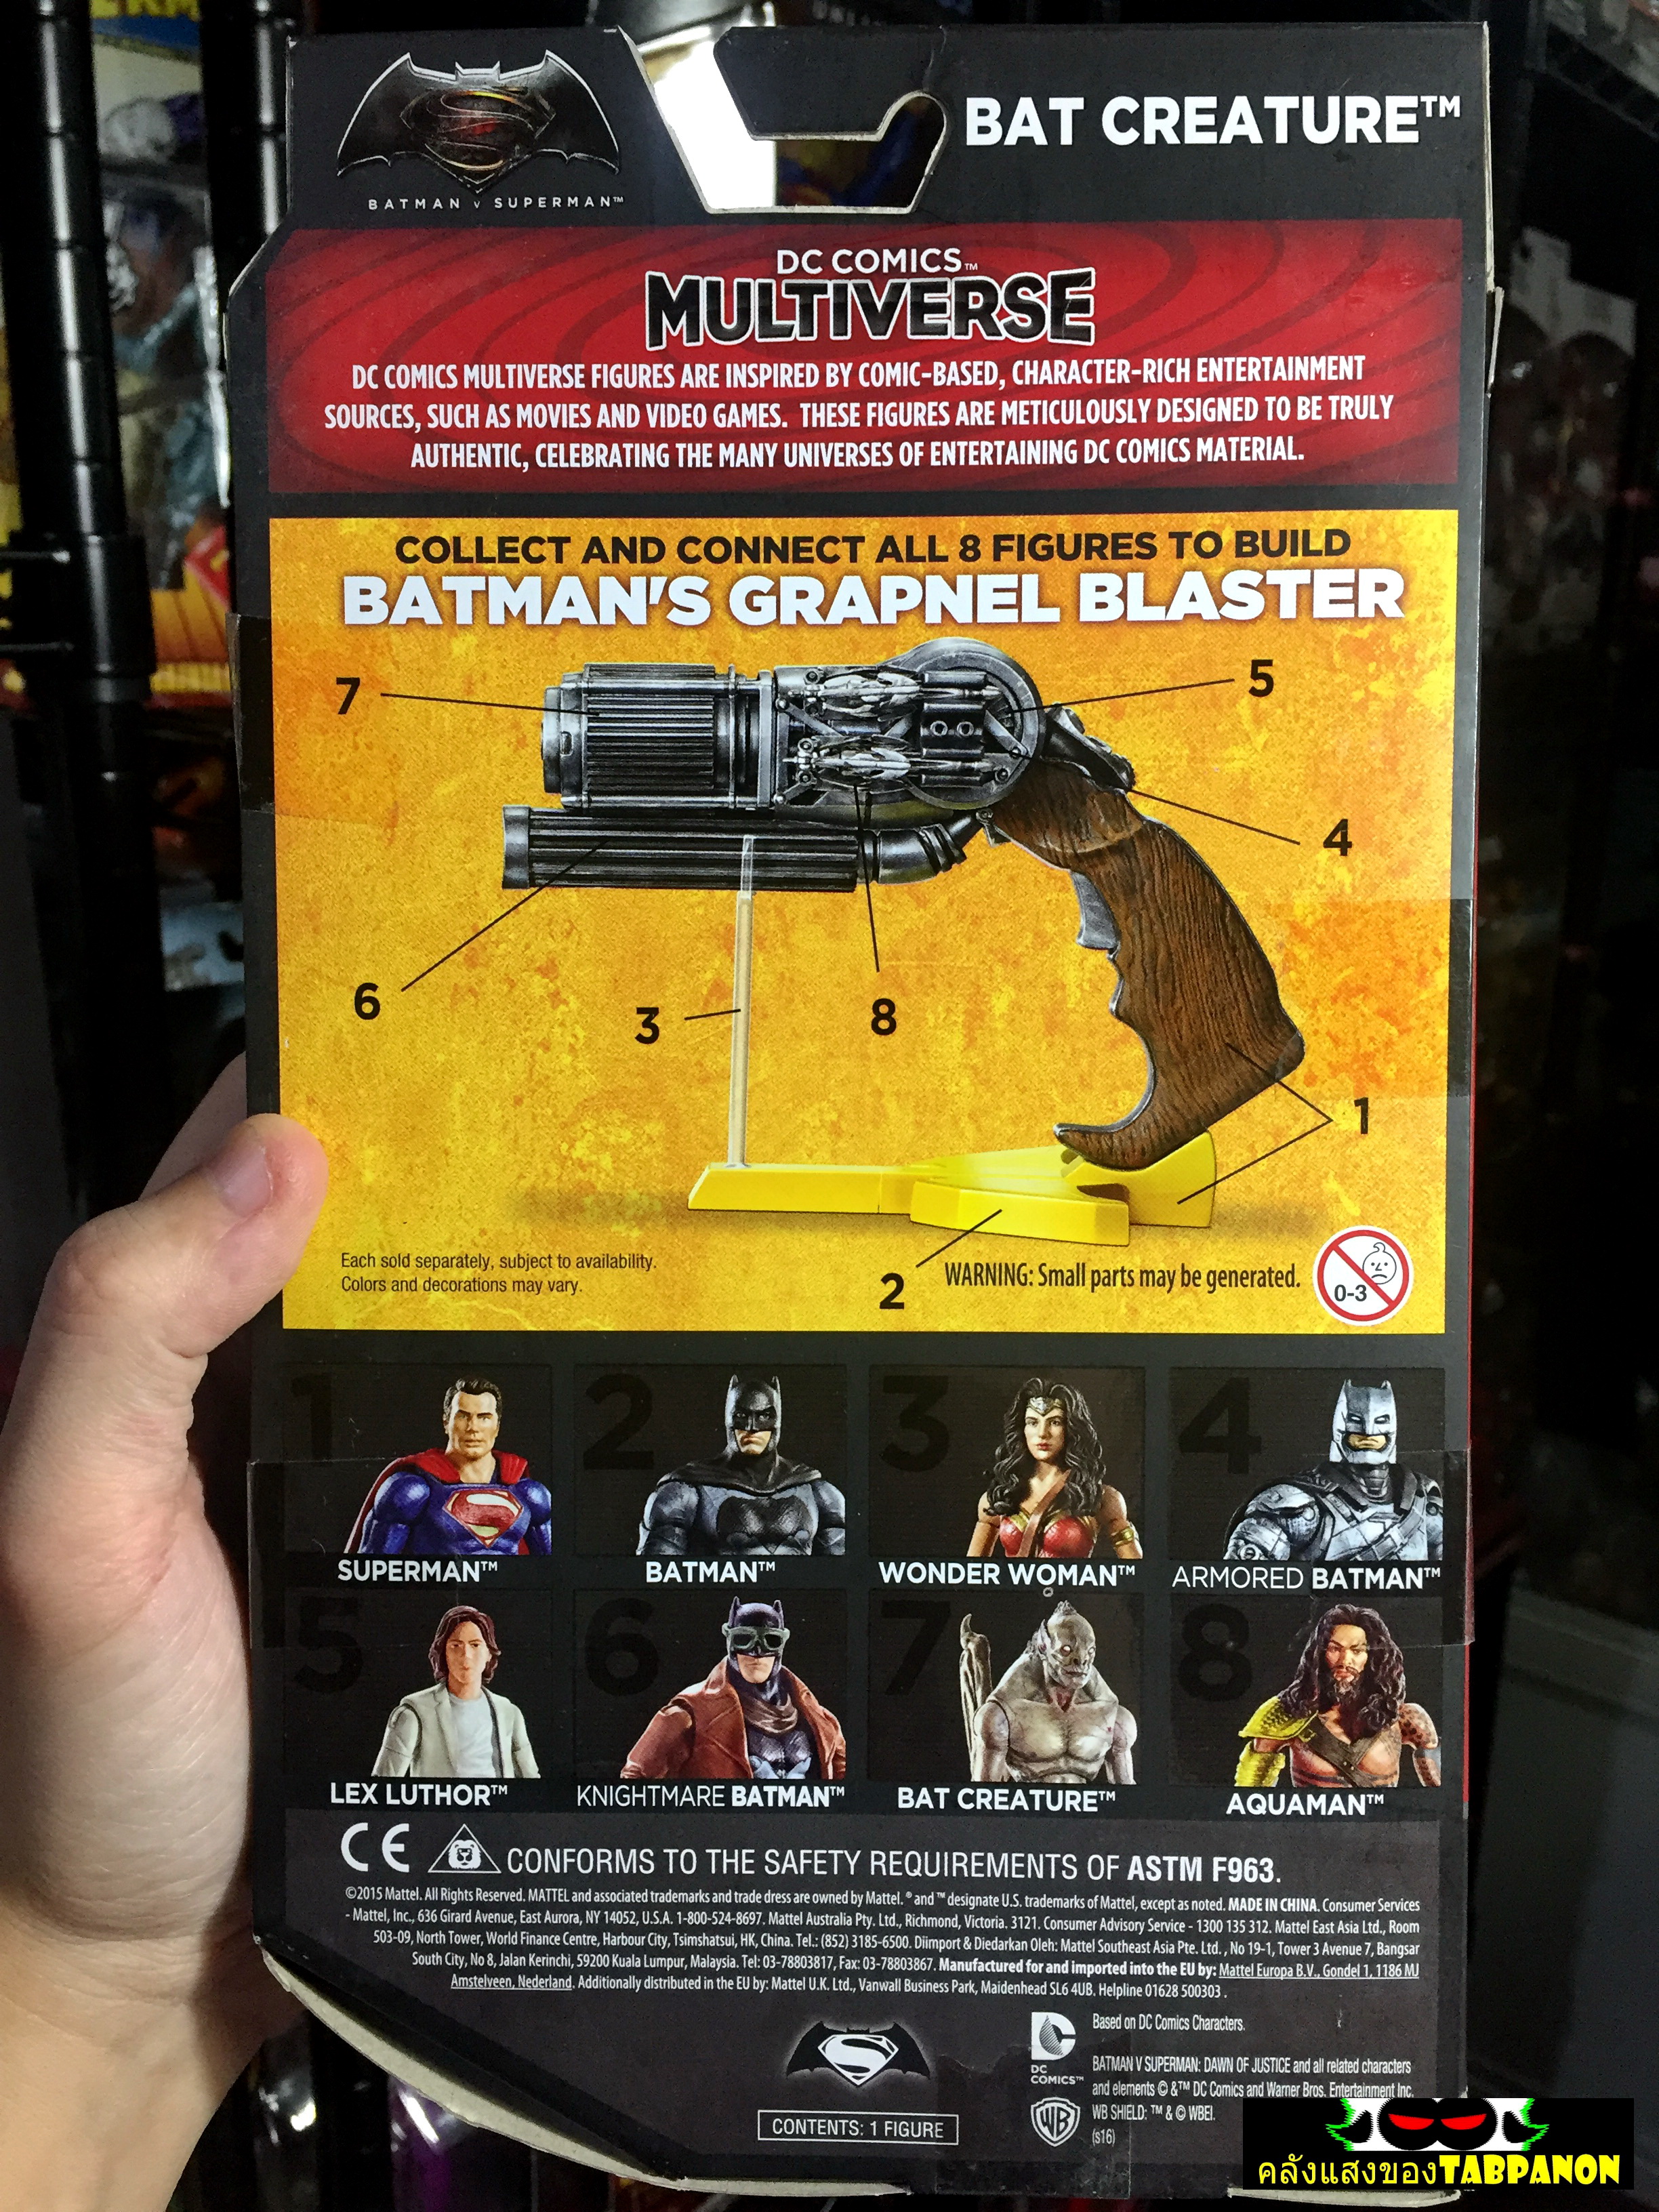 BATMAN v SUPERMAN™
BAT CREATURE™
DC COMICS™
MULTIVERSE
DC COMICS MULTIVERSE FIGURES ARE INSPIRED BY COMIC-BASED, CHARACTER-RICH ENTERTAINMENT
SOURCES, SUCH AS MOVIES AND VIDEO GAMES. THESE FIGURES ARE METICULOUSLY DESIGNED TO BE TRULY
AUTHENTIC, CELEBRATING THE MANY UNIVERSES OF ENTERTAINING DC COMICS MATERIAL.
COLLECT AND CONNECT ALL 8 FIGURES TO BUILD
BATMAN'S GRAPNEL BLASTER
7
5
4
6
3
8
1
2
Each sold separately, subject to availability.
Colors and decorations may vary.
WARNING: Small parts may be generated.
0-3
1
2
3
4
SUPERMAN™
BATMAN™
WONDER WOMAN™
ARMORED BATMAN™
5
6
7
8
LEX LUTHOR™
KNIGHTMARE BATMAN™
BAT CREATURE™
AQUAMAN™
CE CONFORMS TO THE SAFETY REQUIREMENTS OF ASTM F963.
©2015 Mattel. All Rights Reserved. MATTEL and associated trademarks and trade dress are owned by Mattel. ® and ™ designate U.S. trademarks of Mattel, except as noted. MADE IN CHINA. Consumer Services
- Mattel, Inc., 636 Girard Avenue, East Aurora, NY 14052, U.S.A. 1-800-524-8697. Mattel Australia Pty. Ltd., Richmond, Victoria. 3121. Consumer Advisory Service - 1300 135 312. Mattel East Asia Ltd., Room
503-09, North Tower, World Finance Centre, Harbour City, Tsimshatsui, HK, China. Tel.: (852) 3185-6500. Diimport & Diedarkan Oleh: Mattel Southeast Asia Pte. Ltd. , No 19-1, Tower 3 Avenue 7, Bangsar
South City, No 8, Jalan Kerinchi, 59200 Kuala Lumpur, Malaysia. Tel: 03-78803817, Fax: 03-78803867. Manufactured for and imported into the EU by: Mattel Europa B.V., Gondel 1, 1186 MJ
Amstelveen, Nederland. Additionally distributed in the EU by: Mattel U.K. Ltd., Vanwall Business Park, Maidenhead SL6 4UB. Helpline 01628 500303 .
CONTENTS: 1 FIGURE
DC
COMICS™
Based on DC Comics Characters.
BATMAN V SUPERMAN: DAWN OF JUSTICE and all related characters
and elements © &™ DC Comics and Warner Bros. Entertainment Inc.
WB
WB SHIELD: ™ & © WBEI.
(s16)
คลังแสงของTABPANON